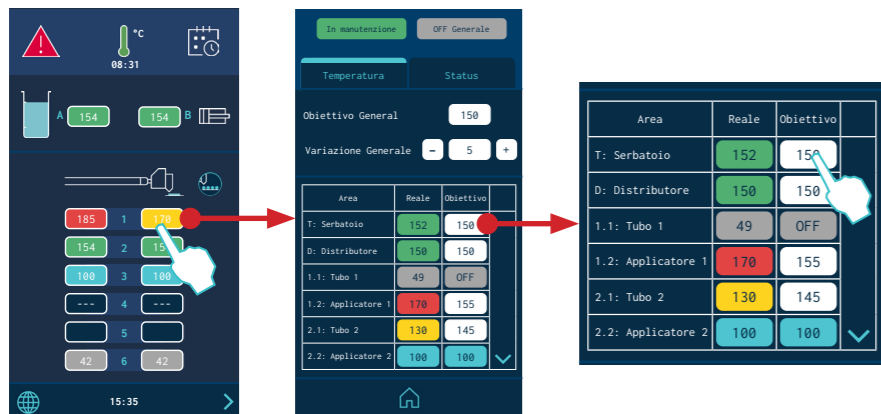 °C
08:31
A 154 154 B
185 1 170
154 2
100 3 100
--- 4 ---
5
42 6 42
15:35
In manutenzione OFF Generale
Temperatura Status
Obiettivo General 150
Variazione Generale - 5 +
Area Reale Obiettivo
T: Serbatoio 152 150
D: Distributore 150 150
1.1: Tubo 1 49 OFF
1.2: Applicatore 1 170 155
2.1: Tubo 2 130 145
2.2: Applicatore 2 100 100
Area Reale Obiettivo
T: Serbatoio 152 150
D: Distributore 150 150
1.1: Tubo 1 49 OFF
1.2: Applicatore 1 170 155
2.1: Tubo 2 130 145
2.2: Applicatore 2 100 100